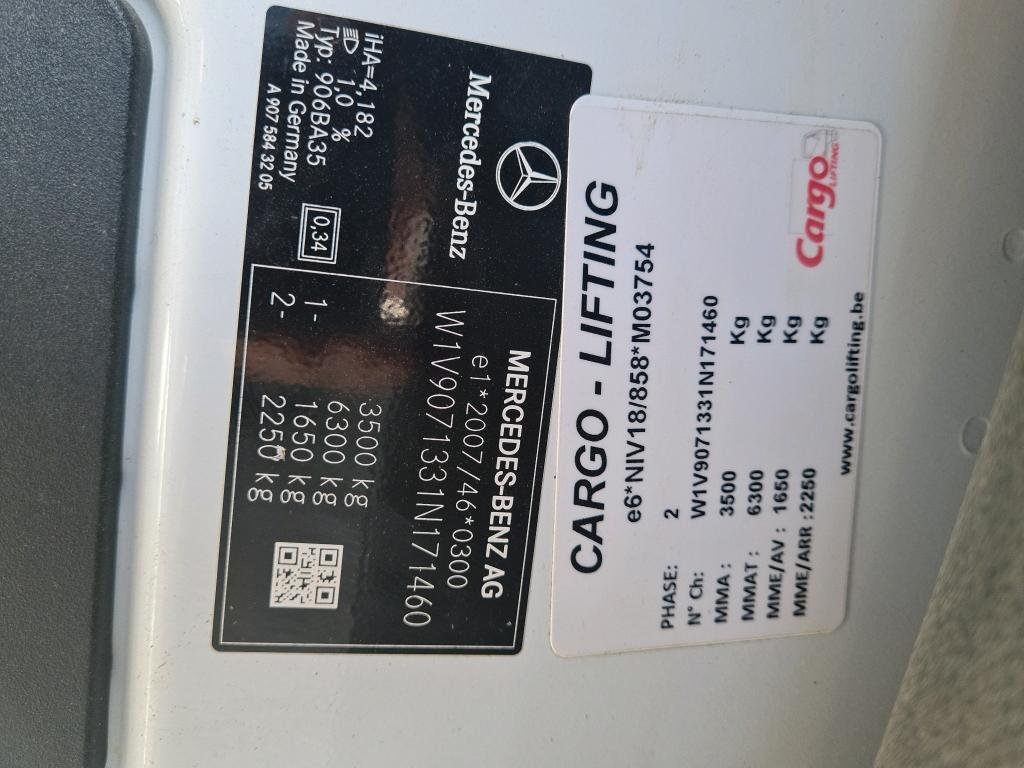 MERCEDES-BENZ AG
e1*2007/46*0300
W1V9071331N171460
3500 kg
6300 kg
1- 1650 kg
2- 2250 kg
Mercedes-Benz
iHA=4,182
1,0 %
Typ: 906BA35
0,34
Made in Germany
A 907 584 32 05
CARGO - LIFTING
e6*NIV18/858*M03754
PHASE: 2
N° Ch: W1V9071331N171460
MMA : 3500 Kg
MMAT : 6300 Kg
MME/AV : 1650 Kg
MME/ARR :2250 Kg
www.cargolifting.be
Cargo
LIFTING